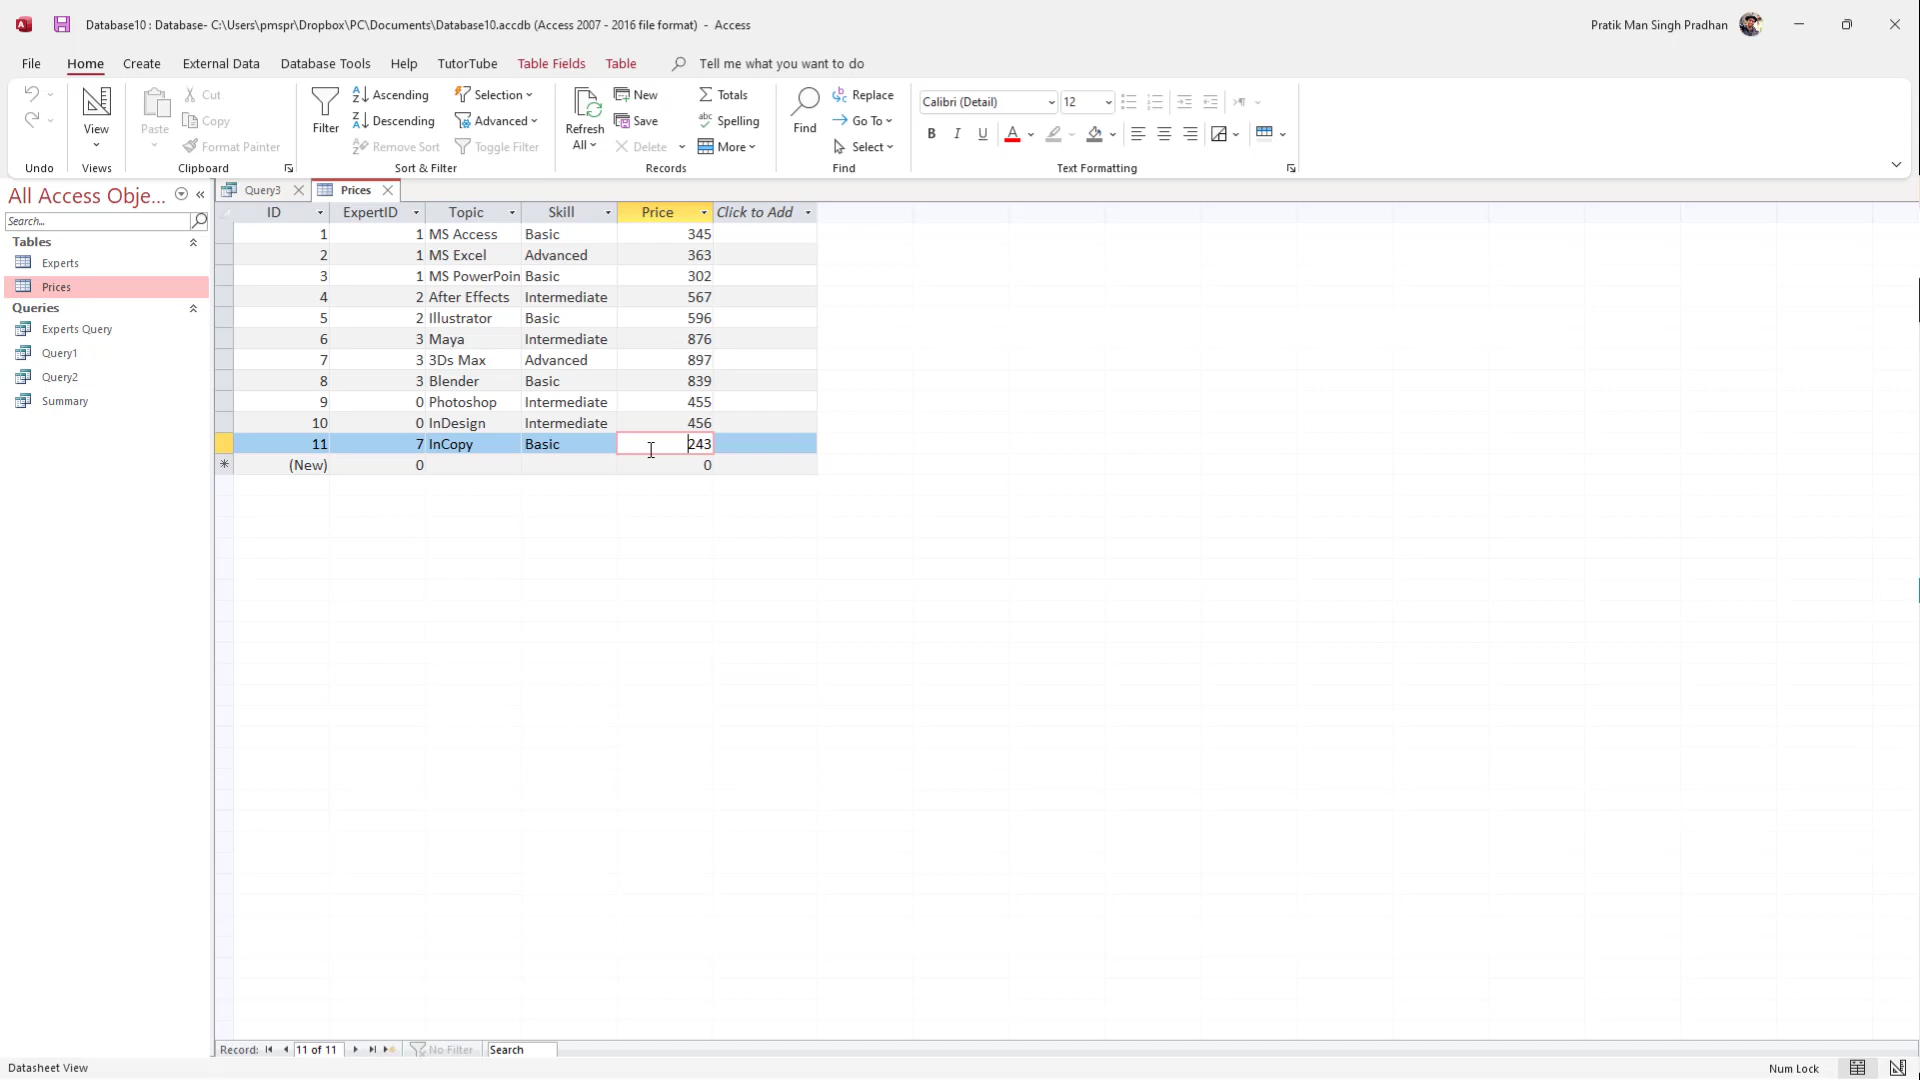 Database10 : Database- C:\Users\pmspr\Dropbox\PC\Documents\Database10.accdb (Access 2007 - 2016 file format) - Access
Pratik Man Singh Pradhan
File Home Create External Data Database Tools Help TutorTube Table Fields Table Tell me what you want to do
View
Paste
Cut
Copy
Format Painter
Filter
Ascending
Descending
Remove Sort
Selection
Advanced
Toggle Filter
Refresh
All
New
Save
Delete
Totals
Spelling
More
Find
Replace
Go To
Select
Calibri (Detail) 12
B I U A
Undo Views Clipboard Sort & Filter Records Find Text Formatting
All Access Obje...
Search...
Tables
Experts
Prices
Queries
Experts Query
Query1
Query2
Summary
Query3 Prices
ID ExpertID Topic Skill Price Click to Add
1 1 MS Access Basic 345
2 1 MS Excel Advanced 363
3 1 MS PowerPoin Basic 302
4 2 After Effects Intermediate 567
5 2 Illustrator Basic 596
6 3 Maya Intermediate 876
7 3 3Ds Max Advanced 897
8 3 Blender Basic 839
9 0 Photoshop Intermediate 455
10 0 InDesign Intermediate 456
11 7 InCopy Basic 243
* (New) 0 0
Record: 11 of 11 No Filter Search
Datasheet View
Num Lock